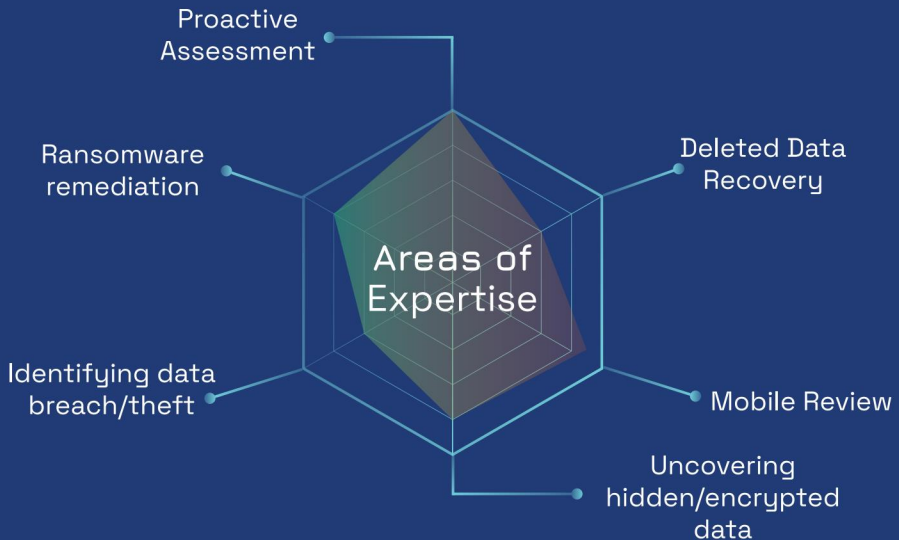 Proactive
Assessment
Ransomware
remediation
Deleted Data
Recovery
Areas of
Expertise
Identifying data
breach/theft
Mobile Review
Uncovering
hidden/encrypted
data